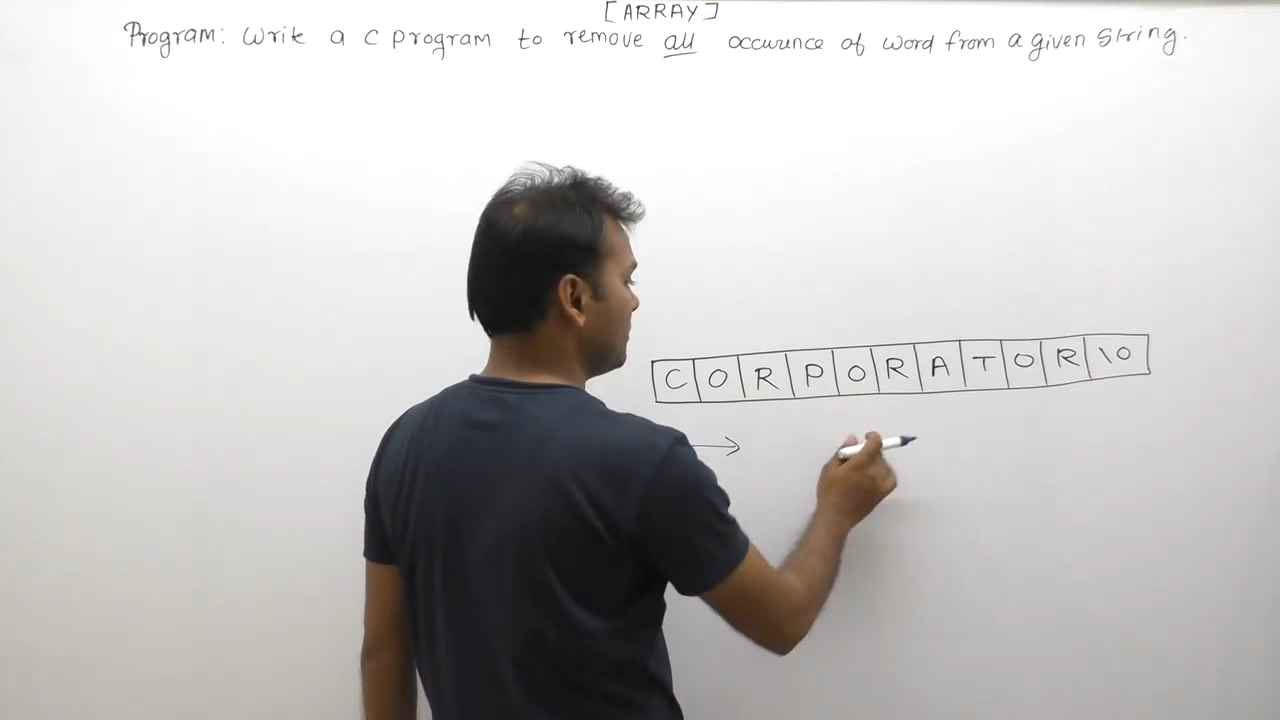 [ARRAY]
Program: Write a C program to remove all occurence of word from a given string.
C O R P O R A T O R \0